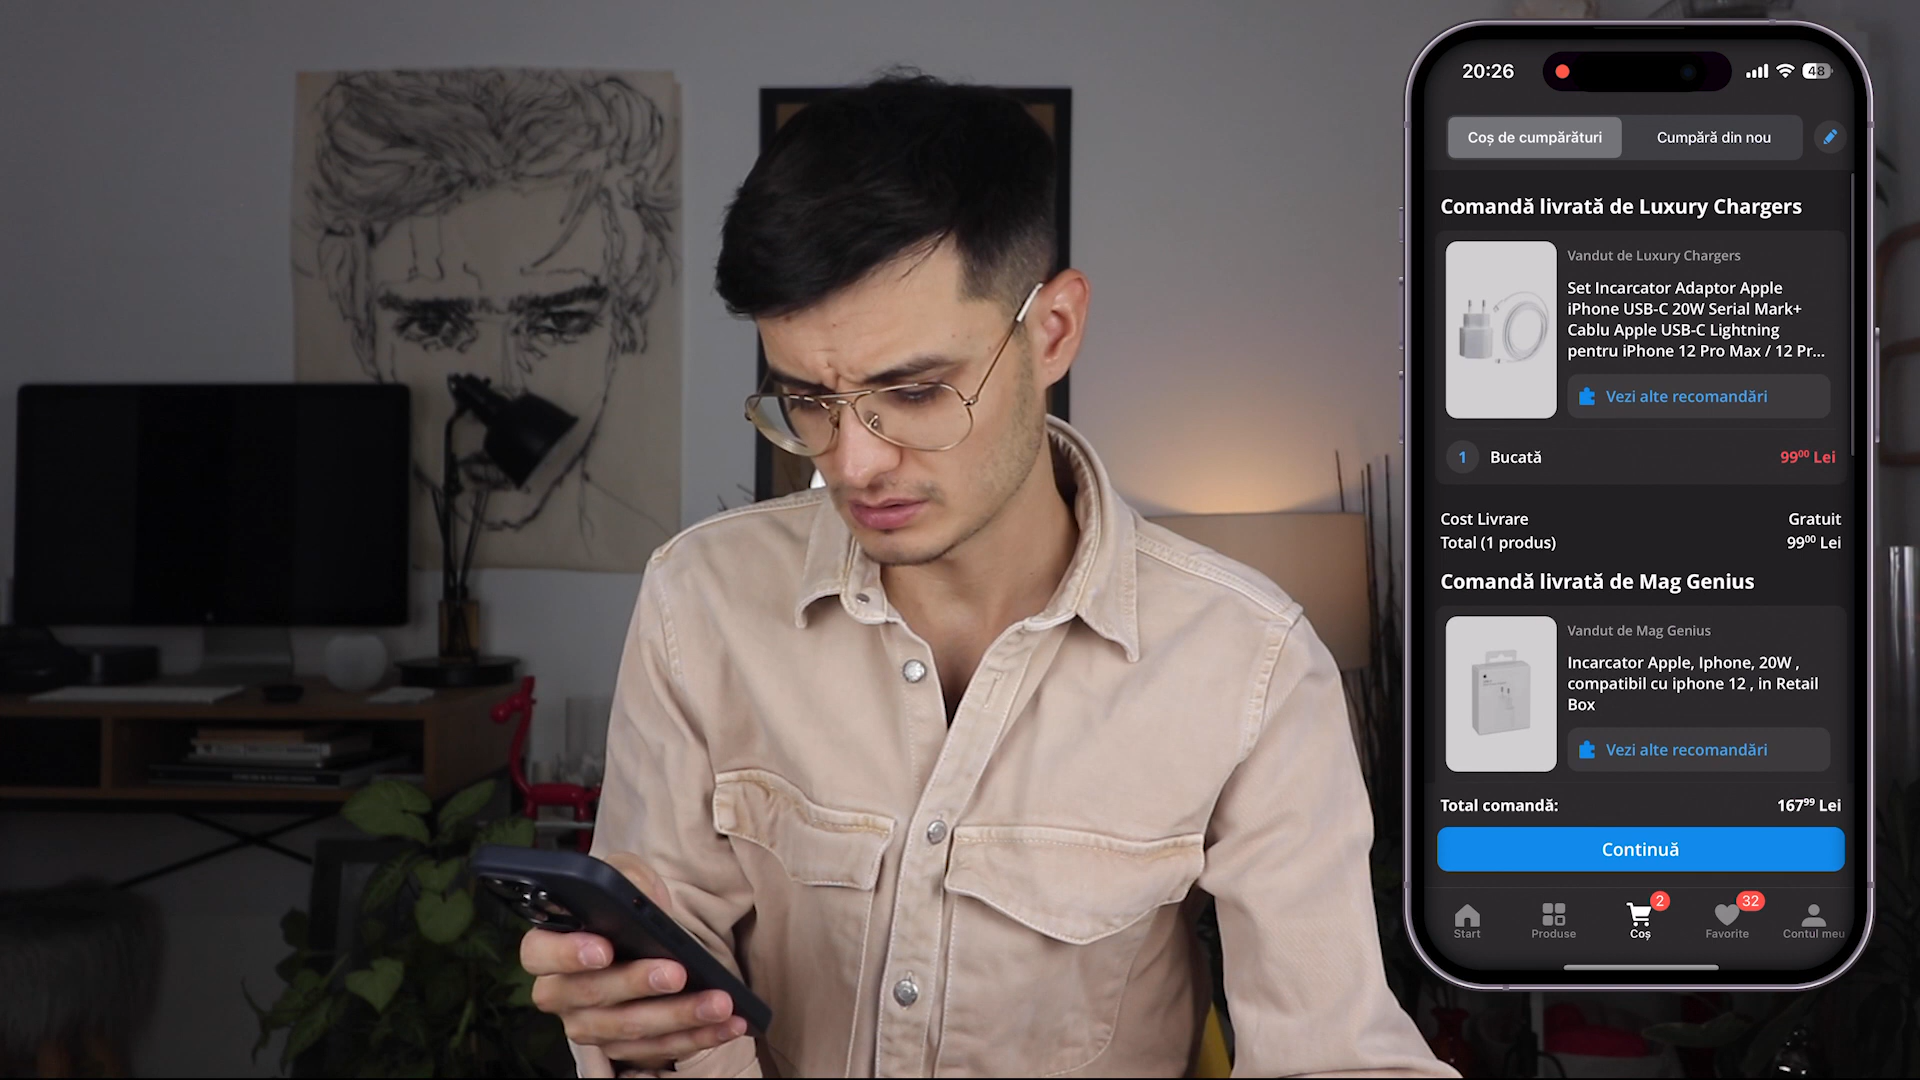 20:26
48
Coș de cumpărături
Cumpără din nou
Comandă livrată de Luxury Chargers
Vandut de Luxury Chargers
Set Incarcator Adaptor Apple
iPhone USB-C 20W Serial Mark+
Cablu Apple USB-C Lightning
pentru iPhone 12 Pro Max / 12 Pr...
Vezi alte recomandări
1 Bucată 99⁰⁰ Lei
Cost Livrare Gratuit
Total (1 produs) 99⁰⁰ Lei
Comandă livrată de Mag Genius
Vandut de Mag Genius
Incarcator Apple, Iphone, 20W ,
compatibil cu iphone 12 , in Retail
Box
Vezi alte recomandări
Total comandă: 167⁹⁹ Lei
Continuă
2
32
Start
Produse
Coș
Favorite
Contul meu